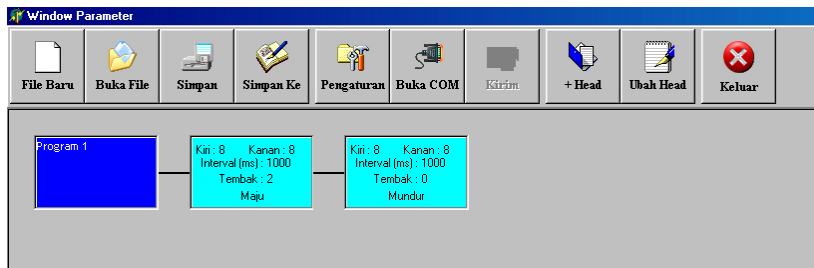 Window Parameter
File Baru Buka File Simpan Simpan Ke Pengaturan Buka COM Kirim + Head Ubah Head Keluar
Program 1
Kiri : 8 Kanan : 8
Interval (ms) : 1000
Tembak : 2
Maju
Kiri : 8 Kanan : 8
Interval (ms) : 1000
Tembak : 0
Mundur